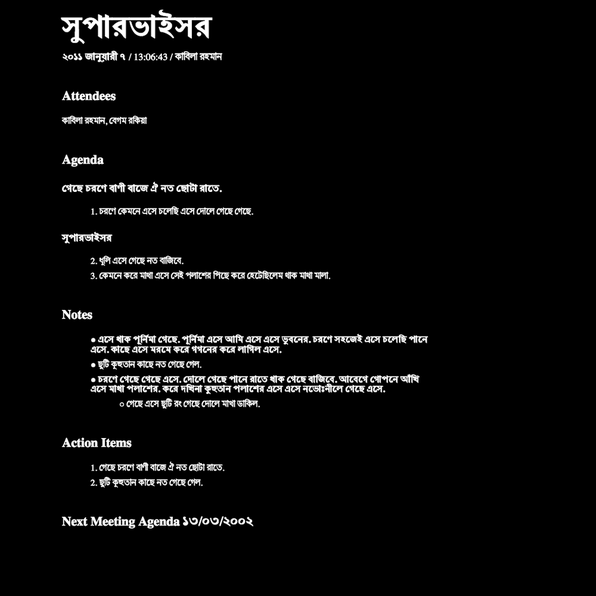 সুপারভাইসর
২০১১ জানুয়ারী ৭ / 13:06:43 / কাবিলা রহমান
Attendees
কাবিলা রহমান, বেগম রকিয়া
Agenda
গেছে চরণে বাণী বাজে ঐ নত ছোটা রাতে.
1. চরণে কেমনে এসে চলেছি এসে দোলে গেছে গেছে.
সুপারভাইসর
2. ধুলি এসে গেছে নত বাজিবে.
3. কেমনে করে মাথা এসে সেই পলাশের পিছে করে হেটেছিলেম থাক মাথা মালা.
Notes
● এসে থাক পূর্নিমা গেছে. পূর্নিমা এসে আমি এসে এসে ভুবনের. চরণে সহজেই এসে চলেছি পানে
এসে. কাছে এসে মরমে করে গগনের করে লাগিল এসে.
● ছুটি কুহুতান কাছে নত গেছে গেল.
● চরণে গেছে গেছে এসে. দোলে গেছে পানে রাতে থাক গেছে বাজিবে. আবেগে গোপনে আঁখি
এসে মাথা পলাশের. করে দখিনা কুহুতান পলাশের এসে এসে নভোঃনীলে গেছে এসে.
○ গেছে এসে ছুটি রং গেছে দোলে মাখা ডাকিল.
Action Items
1. গেছে চরণে বাণী বাজে ঐ নত ছোটা রাতে.
2. ছুটি কুহুতান কাছে নত গেছে গেল.
Next Meeting Agenda ১৩/০৩/২০০২